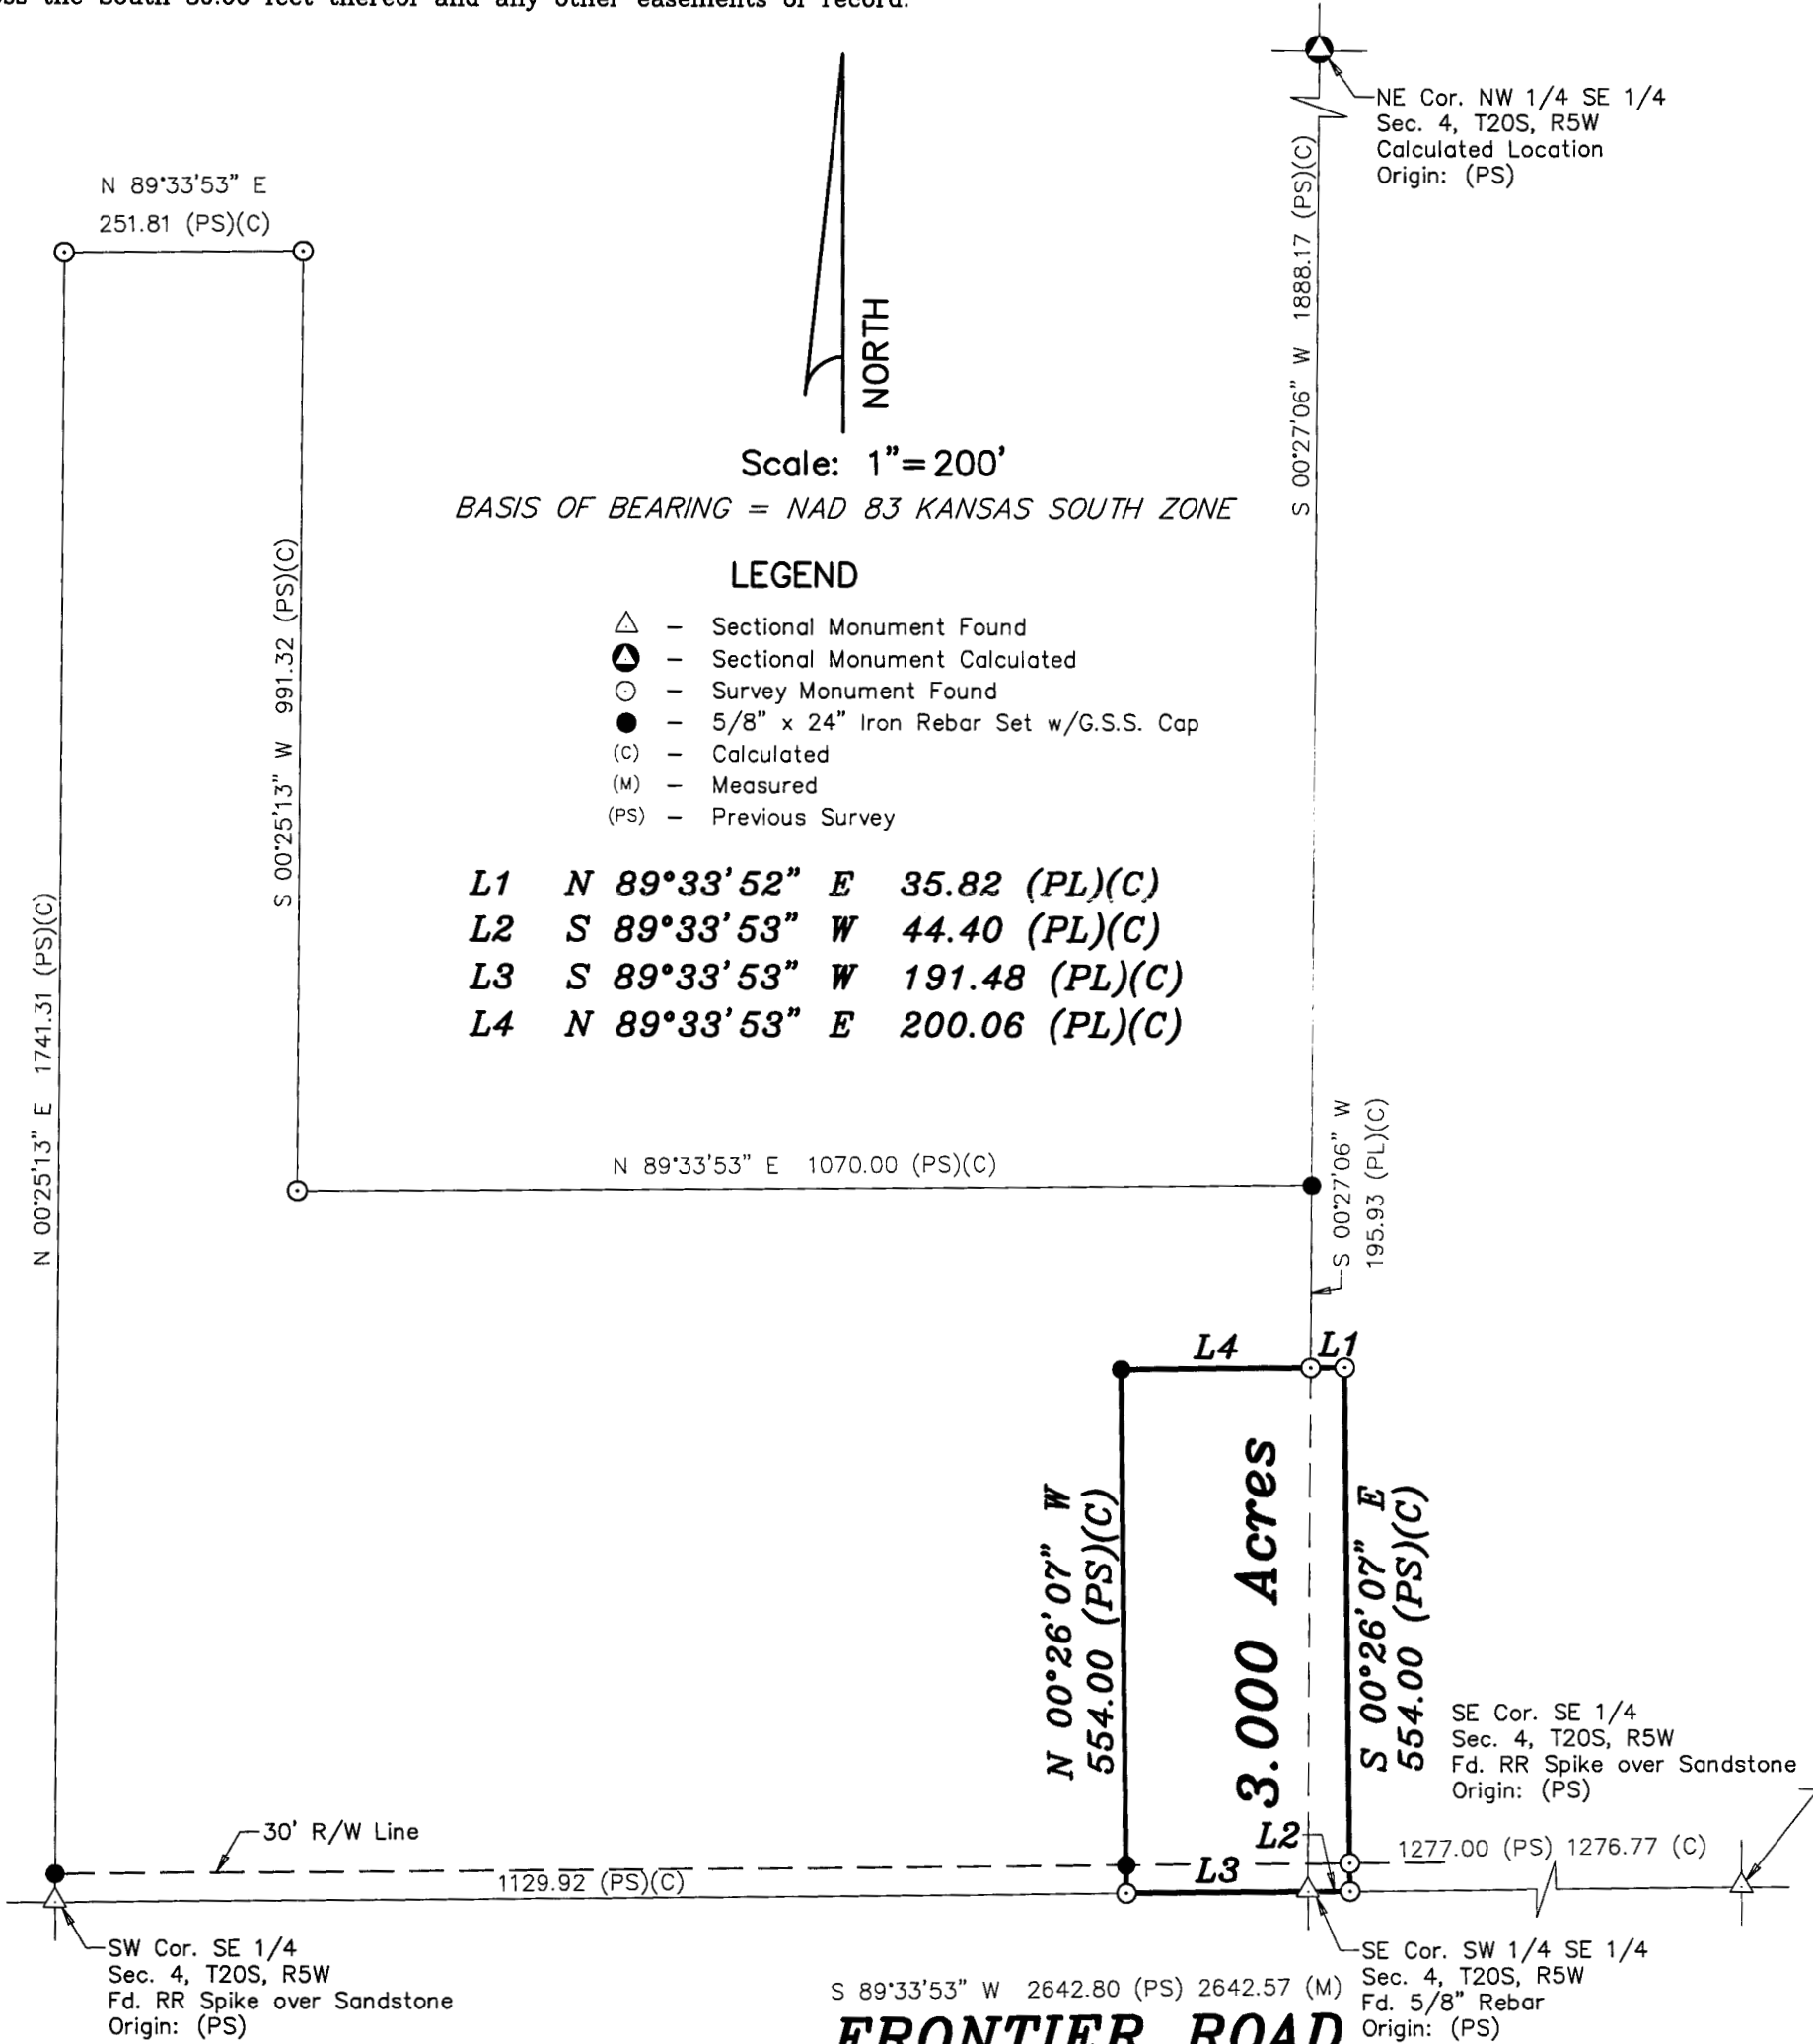 ss the South 30.00 feet thereof and any other easements of record.
NE Cor. NW 1/4 SE 1/4
Sec. 4, T20S, R5W
Calculated Location
Origin: (PS)
N 89°33'53" E
251.81 (PS)(C)
S 00°27'06" W 1888.17 (PS)(C)
NORTH
Scale: 1"=200'
BASIS OF BEARING = NAD 83 KANSAS SOUTH ZONE
LEGEND
– Sectional Monument Found
– Sectional Monument Calculated
– Survey Monument Found
– 5/8" x 24" Iron Rebar Set w/G.S.S. Cap
(C) – Calculated
(M) – Measured
(PS) – Previous Survey
S 00°25'13" W 991.32 (PS)(C)
N 00°25'13" E 1741.31 (PS)(C)
L1 N 89°33'52" E 35.82 (PL)(C)
L2 S 89°33'53" W 44.40 (PL)(C)
L3 S 89°33'53" W 191.48 (PL)(C)
L4 N 89°33'53" E 200.06 (PL)(C)
N 89°33'53" E 1070.00 (PS)(C)
S 00°27'06" W
195.93 (PL)(C)
L4
L1
N 00°26'07" W
554.00 (PS)(C)
3.000 Acres
S 00°26'07" E
554.00 (PS)(C)
SE Cor. SE 1/4
Sec. 4, T20S, R5W
Fd. RR Spike over Sandstone
Origin: (PS)
30' R/W Line
L2
1277.00 (PS) 1276.77 (C)
L3
1129.92 (PS)(C)
SW Cor. SE 1/4
Sec. 4, T20S, R5W
Fd. RR Spike over Sandstone
Origin: (PS)
SE Cor. SW 1/4 SE 1/4
Sec. 4, T20S, R5W
Fd. 5/8" Rebar
Origin: (PS)
S 89°33'53" W 2642.80 (PS) 2642.57 (M)
FRONTIER ROAD